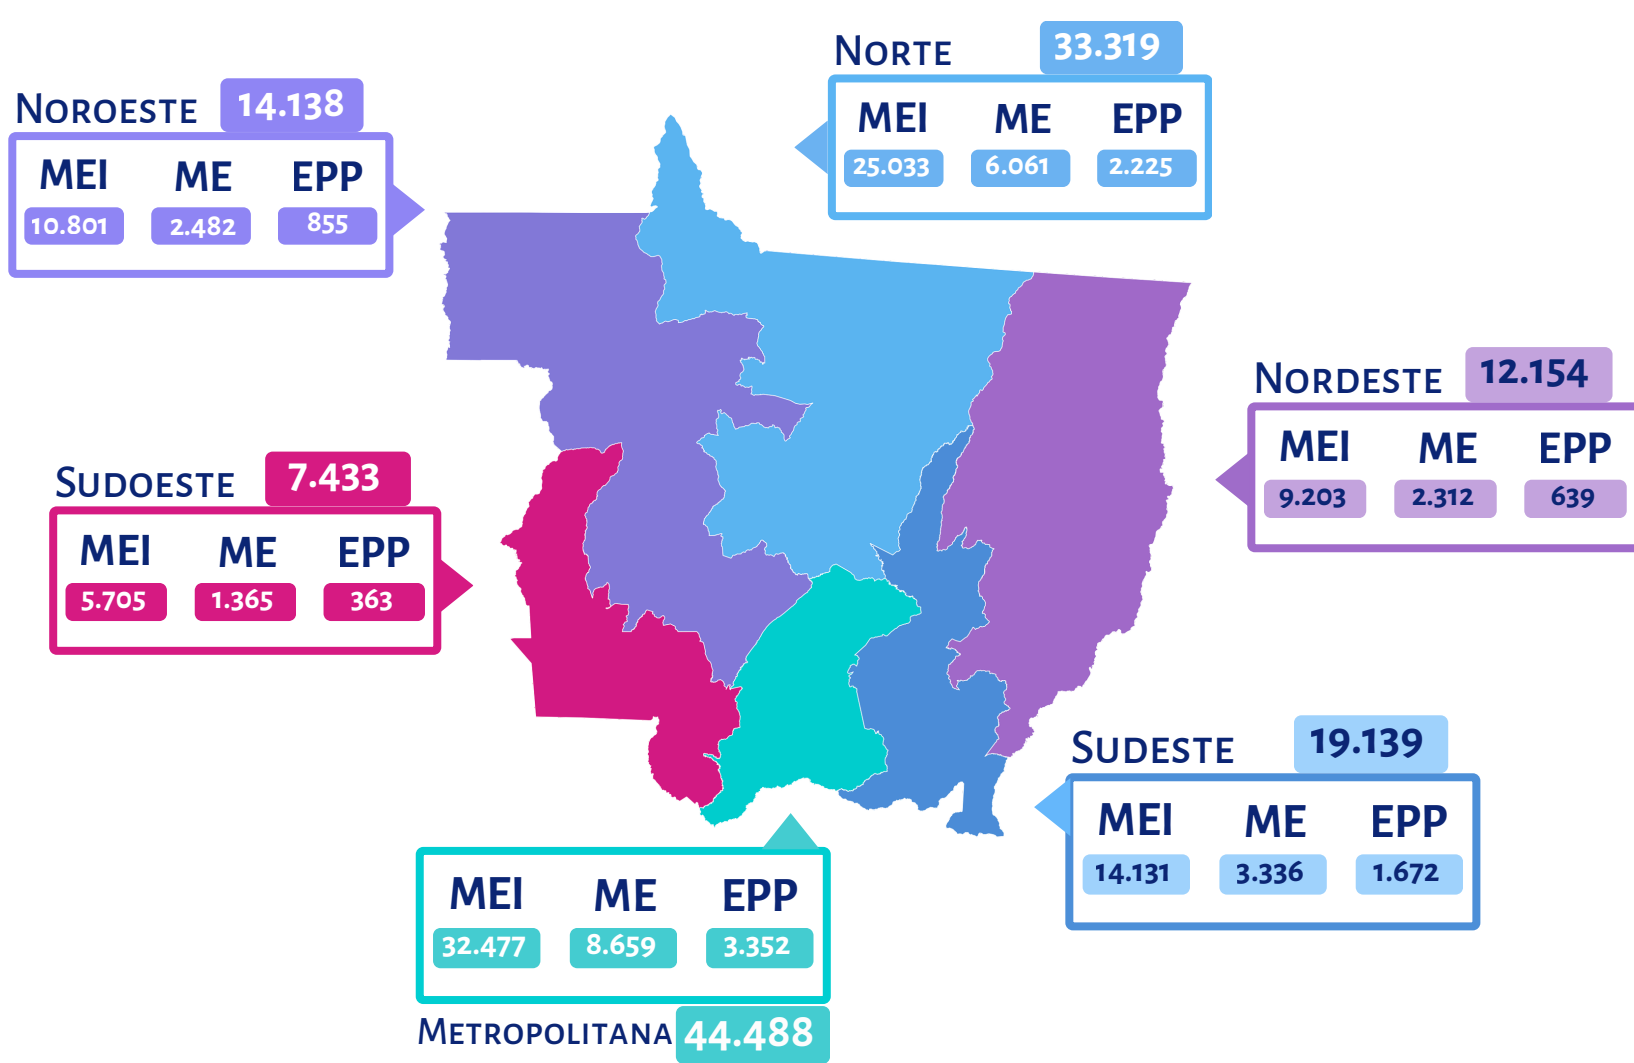 NORTE 33.319
MEI ME EPP
25.033 6.061 2.225
NOROESTE 14.138
MEI ME EPP
10.801 2.482 855
NORDESTE 12.154
MEI ME EPP
9.203 2.312 639
SUDOESTE 7.433
MEI ME EPP
5.705 1.365 363
SUDESTE 19.139
MEI ME EPP
14.131 3.336 1.672
MEI ME EPP
32.477 8.659 3.352
METROPOLITANA 44.488